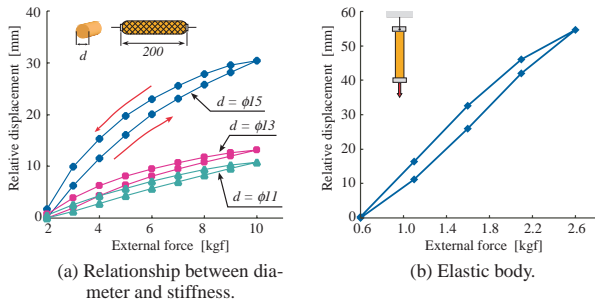 Relative displacement [mm]
40
30
20
10
0
2
4
6
8
10
External force [kgf]
d
200
d = ϕ15
d = ϕ13
d = ϕ11
(a) Relationship between dia-
meter and stiffness.
Relative displacement [mm]
60
50
40
30
20
10
0
0.6
1.0
1.4
1.8
2.2
2.6
External force [kgf]
(b) Elastic body.